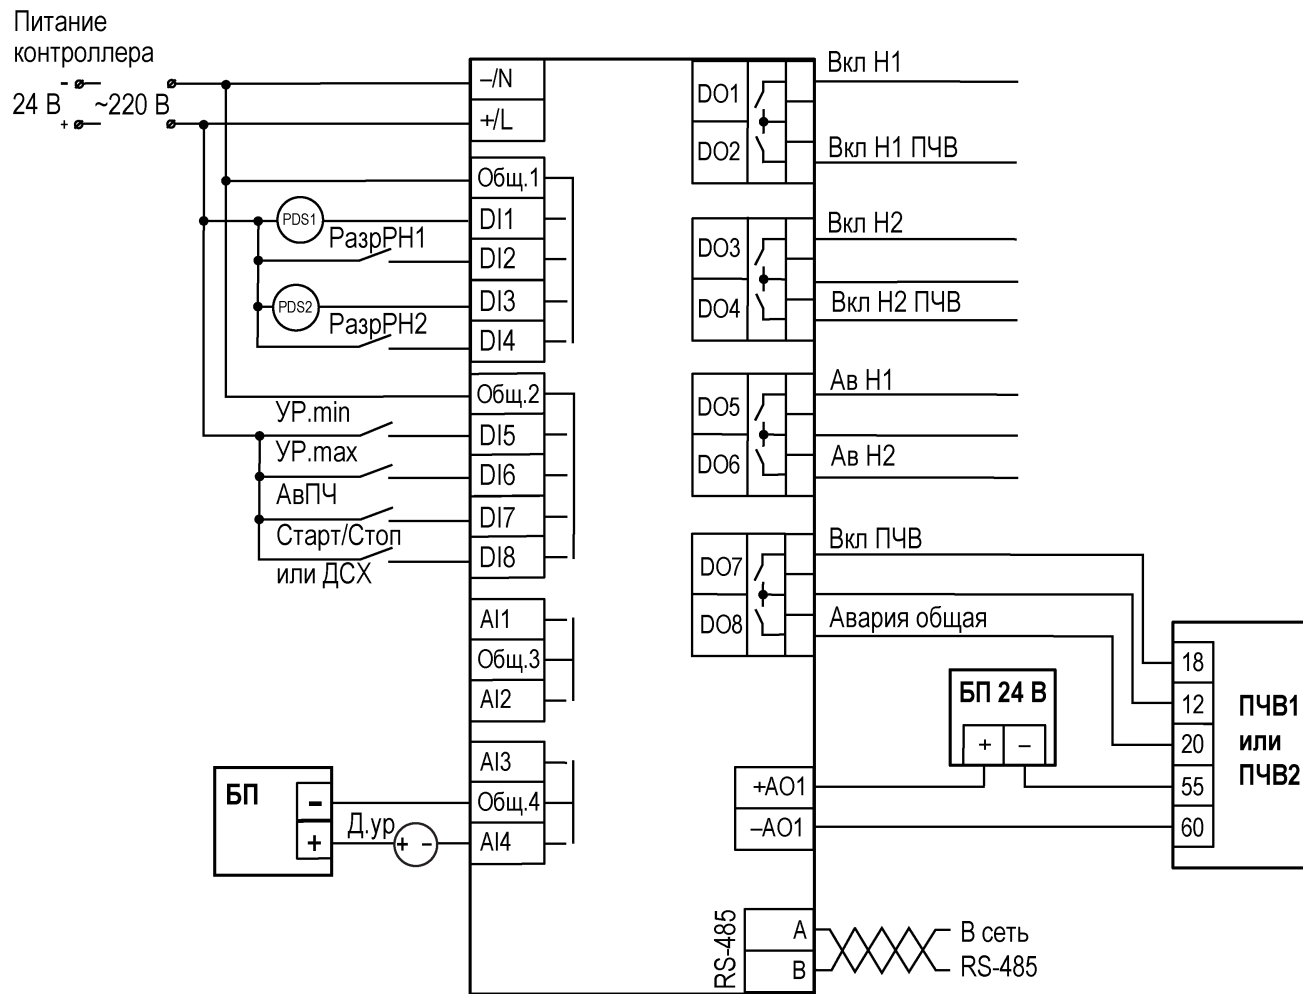 Питание
контроллера
24 В
-
+
~220 В
–/N
+/L
Общ.1
PDS1
DI1
РазрРН1
DI2
PDS2
DI3
РазрРН2
DI4
Общ.2
УР.min
DI5
УР.max
DI6
АвПЧ
DI7
Старт/Стоп
или ДСХ
DI8
AI1
Общ.3
AI2
AI3
Общ.4
AI4
БП
-
+
Д.ур
+ -
DO1
DO2
Вкл Н1
Вкл Н1 ПЧВ
DO3
DO4
Вкл Н2
Вкл Н2 ПЧВ
DO5
DO6
Ав Н1
Ав Н2
DO7
DO8
Вкл ПЧВ
Авария общая
БП 24 В
+ –
+AO1
–AO1
18
12
20
55
60
ПЧВ1
или
ПЧВ2
RS-485
A
B
В сеть
RS-485